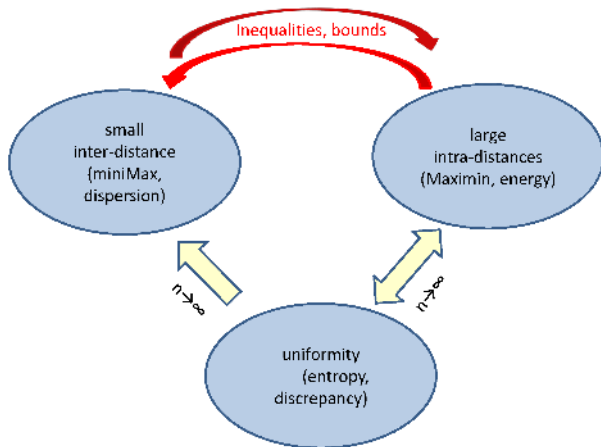 Inequalities, bounds
small
inter-distance
(miniMax,
dispersion)
large
intra-distances
(Maximin, energy)
n→∞
n→∞
uniformity
(entropy,
discrepancy)